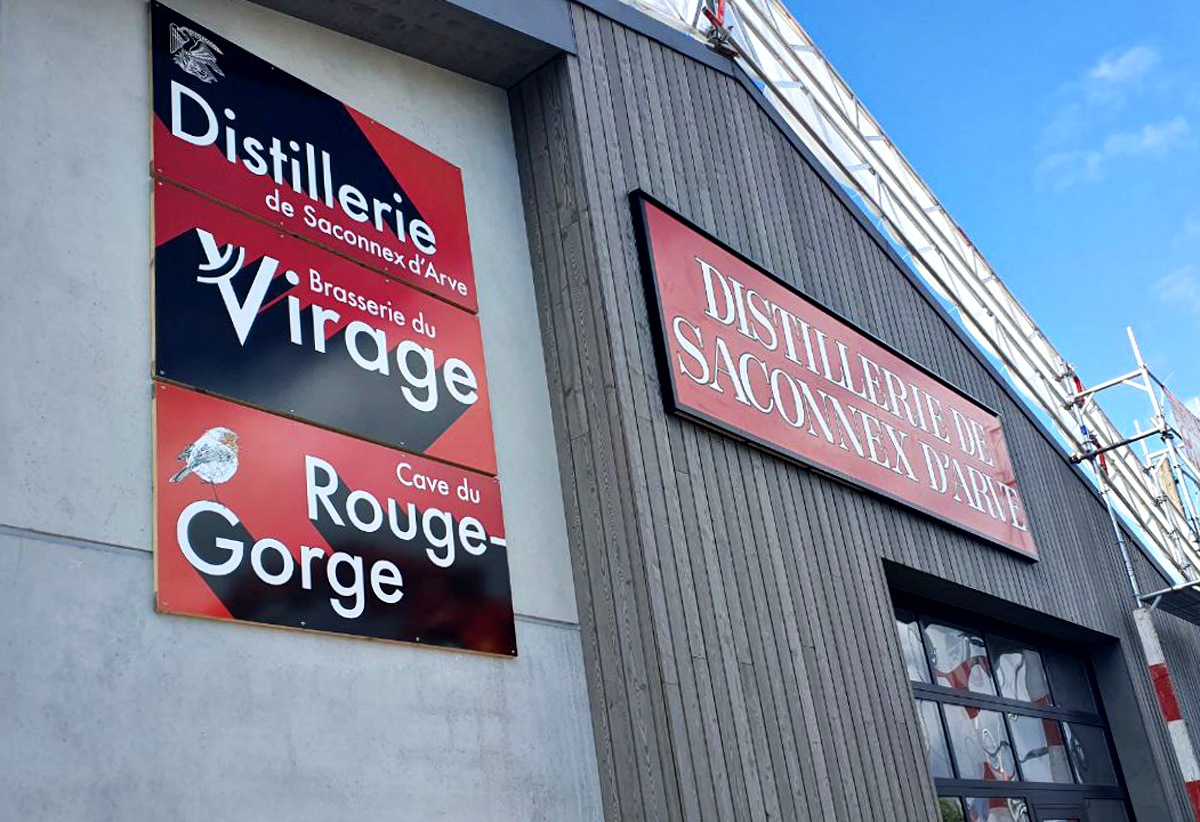 Distillerie
de Saconnex d'Arve
Brasserie du
Virage
Cave du
Rouge-
Gorge
DISTILLERIE DE
SACONNEX D'ARVE